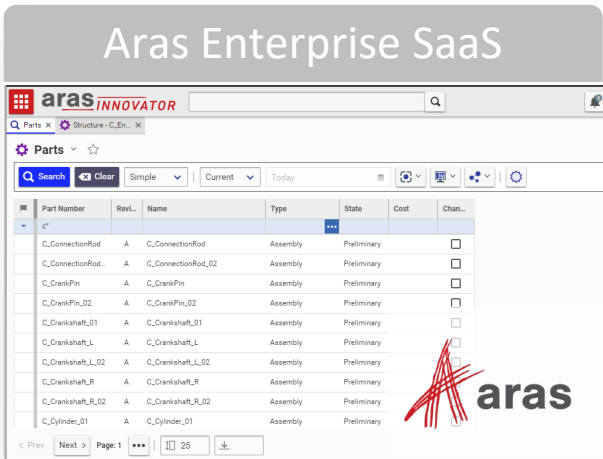 Aras Enterprise SaaS
aras INNOVATOR
Parts × Structure - C_En... ×
Parts
Search Clear Simple Current Today
Part Number Revi... Name Type State Cost Chan...
c* ...
C_ConnectionRod A C_ConnectionRod Assembly Preliminary
C_ConnectionRod... A C_ConnectionRod_02 Assembly Preliminary
C_CrankPin A C_CrankPin Assembly Preliminary
C_CrankPin_02 A C_CrankPin_02 Assembly Preliminary
C_Crankshaft_01 A C_Crankshaft_01 Assembly Preliminary
C_Crankshaft_L A C_Crankshaft_L Assembly Preliminary
C_Crankshaft_L_02 A C_Crankshaft_L_02 Assembly Preliminary
C_Crankshaft_R A C_Crankshaft_R Assembly Preliminary
C_Crankshaft_R_02 A C_Crankshaft_R_02 Assembly Preliminary
C_Cylinder_01 A C_Cylinder_01 Assembly Preliminary
aras
< Prev Next > Page: 1 ••• 25